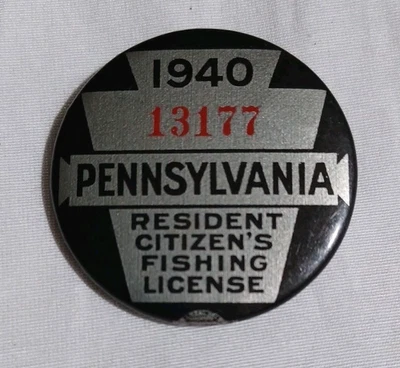 1940
13177
PENNSYLVANIA
RESIDENT
CITIZEN'S
FISHING
LICENSE